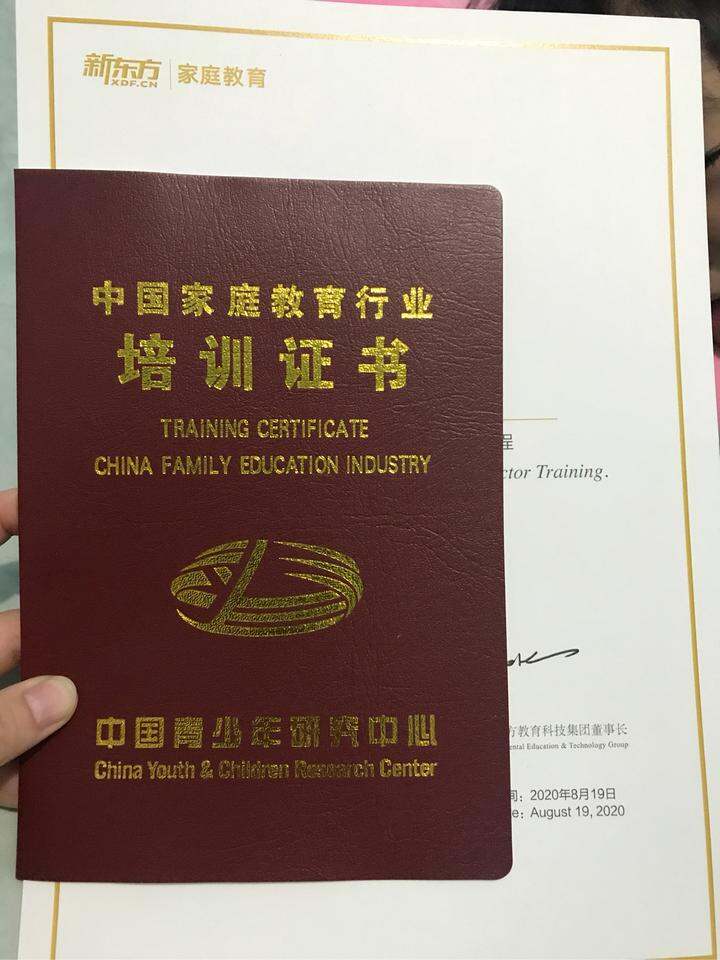 新东方
XDF.CN
家庭教育
中国家庭教育行业
培训证书
TRAINING CERTIFICATE
CHINA FAMILY EDUCATION INDUSTRY
程
ctor Training.
中国青少年研究中心
China Youth & Children Research Center
方教育科技集团董事长
ental Education & Technology Group
间：2020年8月19日
e：August 19, 2020